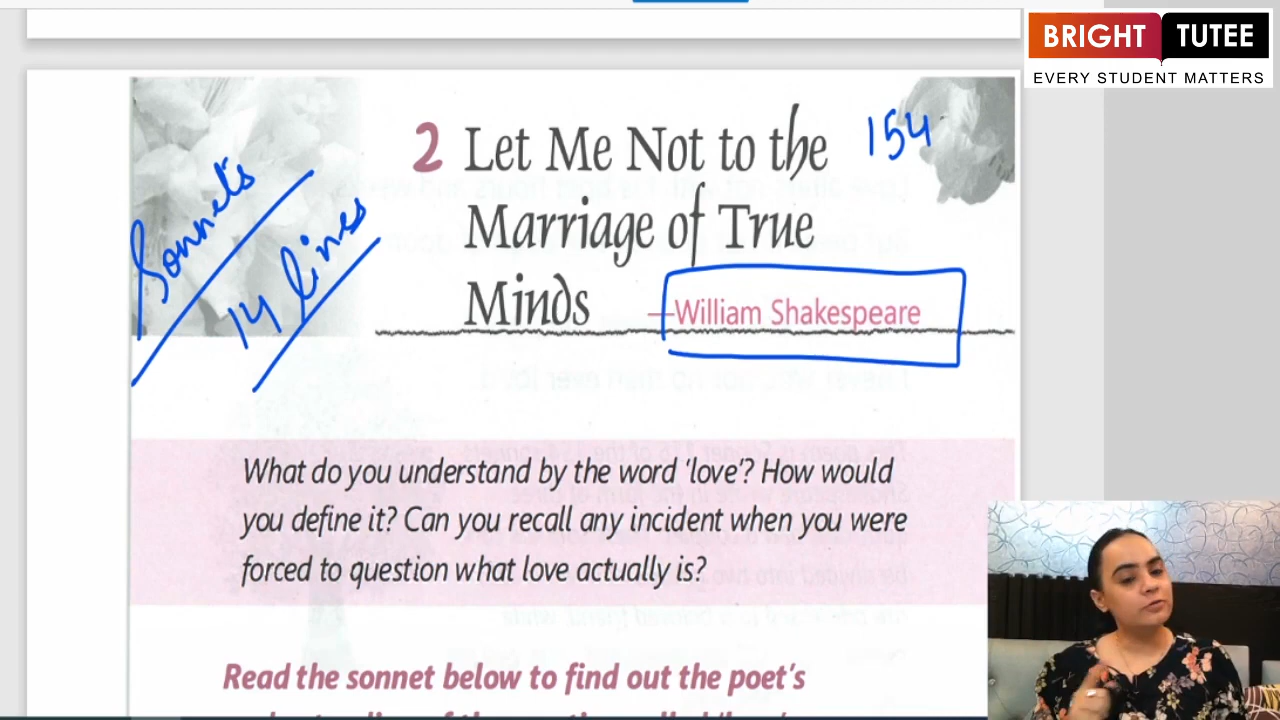 BRIGHT TUTEE
EVERY STUDENT MATTERS
2 Let Me Not to the
Marriage of True
Minds —William Shakespeare
154
Sonnets
14 lines
What do you understand by the word 'love'? How would
you define it? Can you recall any incident when you were
forced to question what love actually is?
Read the sonnet below to find out the poet's